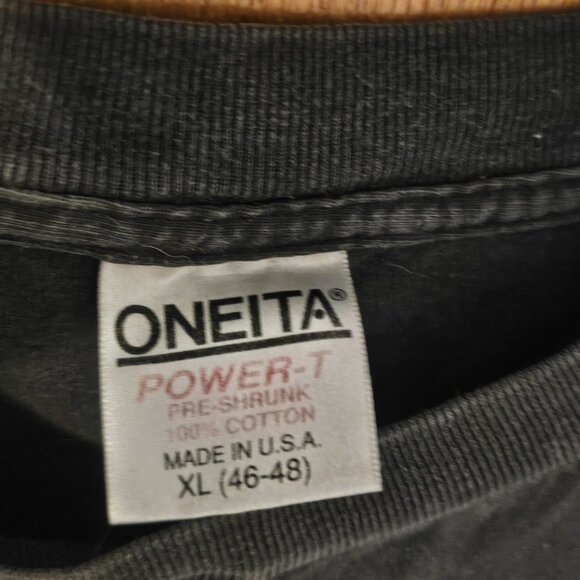 ONEITA®
POWER-T
PRE-SHRUNK
100% COTTON
MADE IN U.S.A.
XL (46-48)